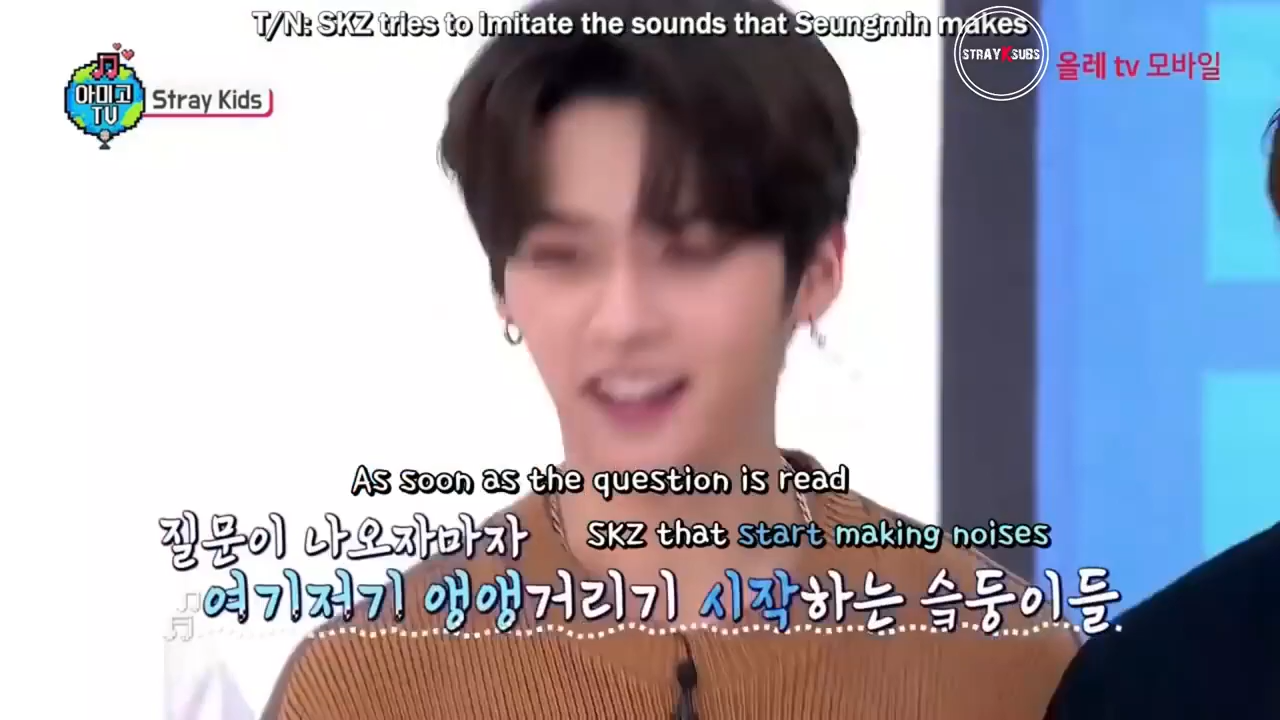 T/N: SKZ tries to imitate the sounds that Seungmin makes
STRAYKSUBS
올레 tv 모바일
아미고
TV
Stray Kids
As soon as the question is read
질문이 나오자마자
SKZ that start making noises
여기저기 앵앵거리기 시작하는 슼둥이들